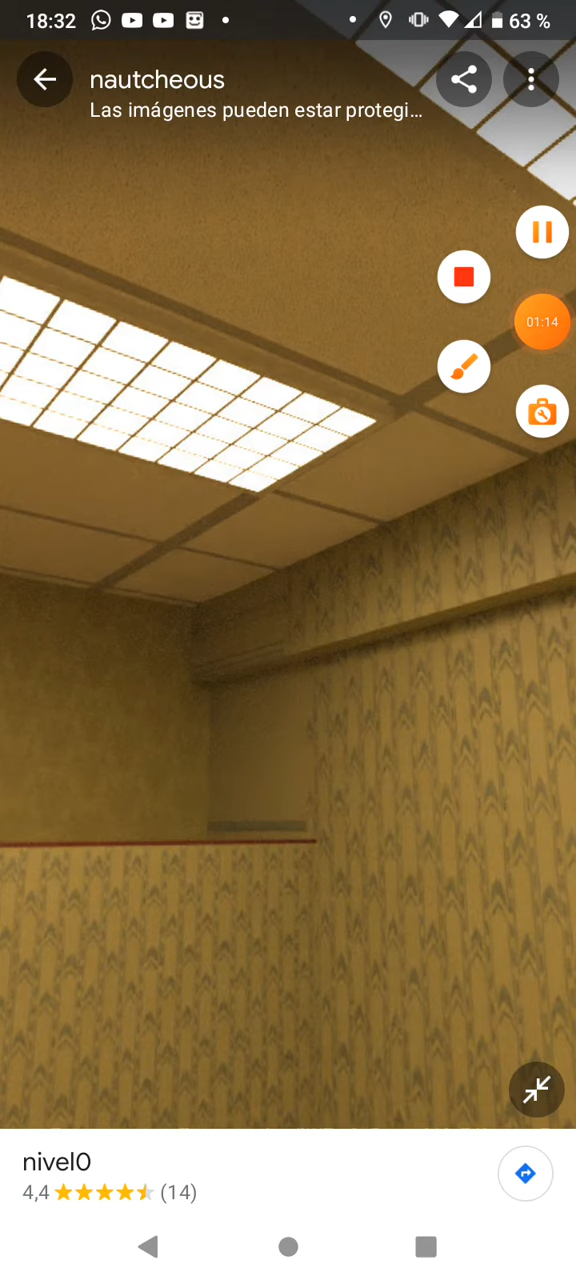 18:32 63 %
nautcheous
Las imágenes pueden estar protegi...
01:14
nivel0
4,4 (14)